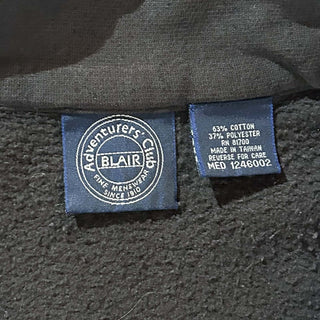 Adventurers' Club
BLAIR
FINE MENSWEAR
SINCE 1910
63% COTTON
37% POLYESTER
RN 81700
MADE IN TAIWAN
REVERSE FOR CARE
MED 1246002